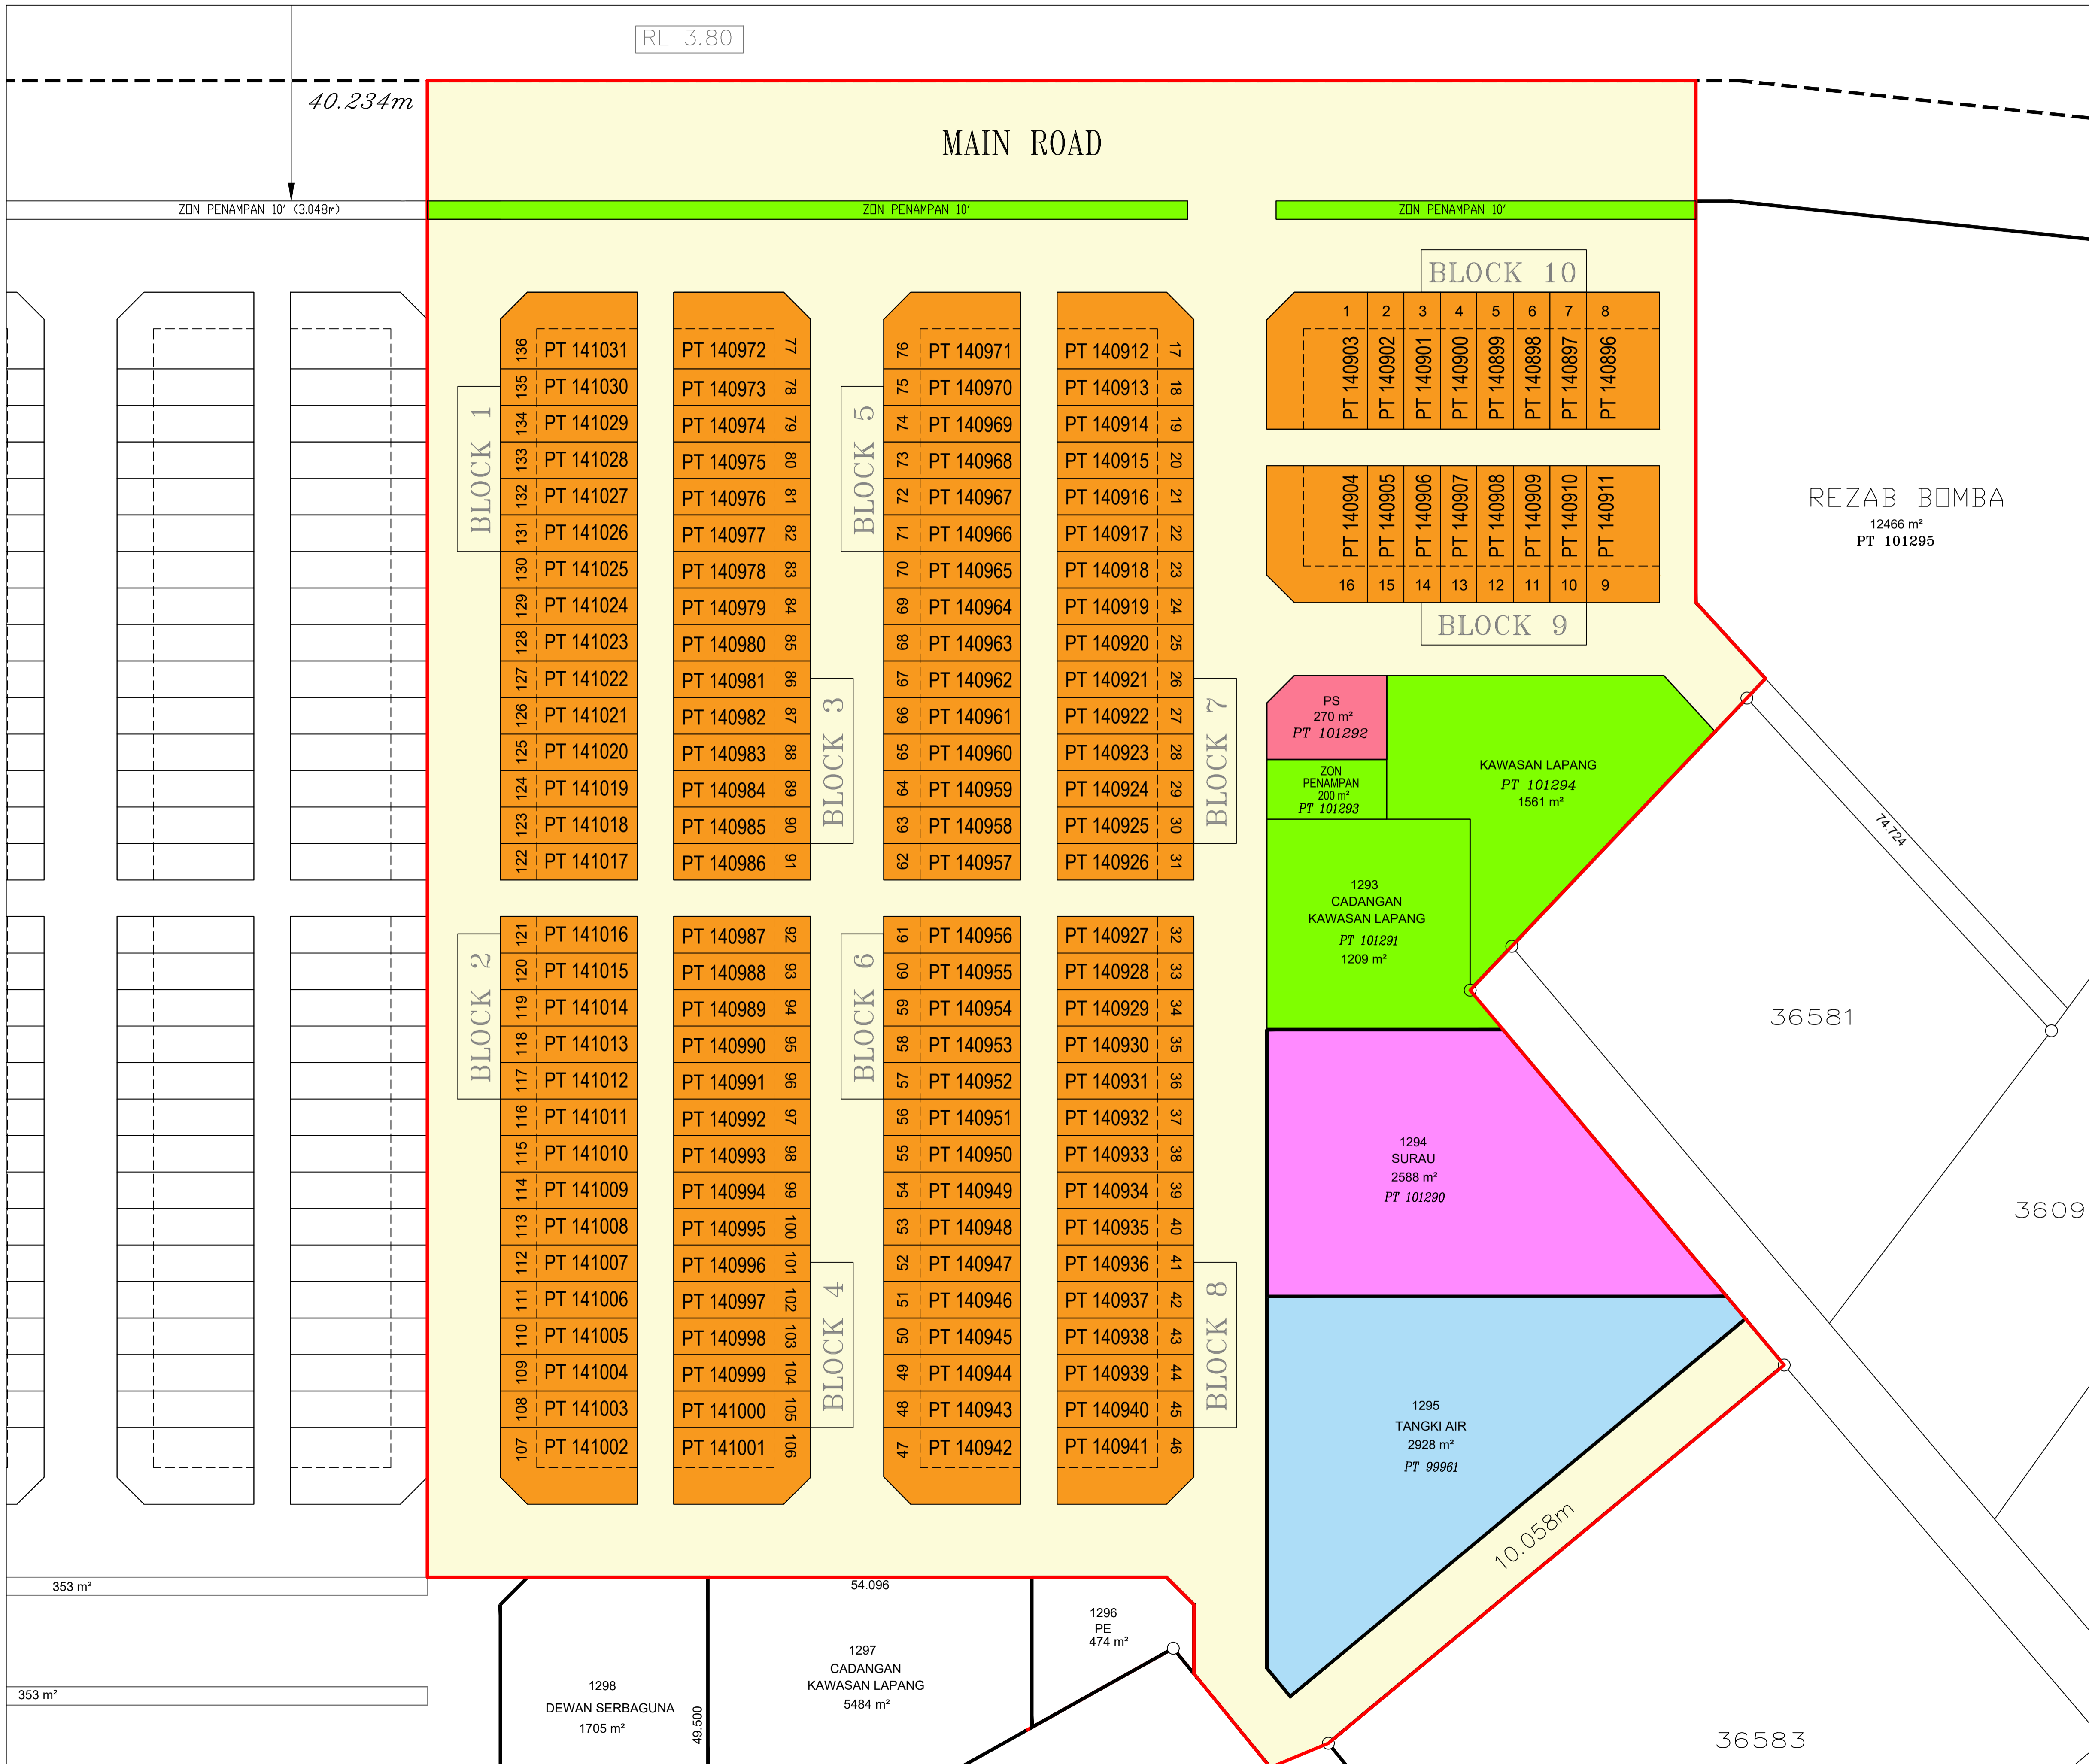 RL 3.80
40.234m
MAIN ROAD
ZON PENAMPAN 10' (3.048m)
ZON PENAMPAN 10'
ZON PENAMPAN 10'
BLOCK 1
136 PT 141031
135 PT 141030
134 PT 141029
133 PT 141028
132 PT 141027
131 PT 141026
130 PT 141025
129 PT 141024
128 PT 141023
127 PT 141022
126 PT 141021
125 PT 141020
124 PT 141019
123 PT 141018
122 PT 141017
BLOCK 2
121 PT 141016
120 PT 141015
119 PT 141014
118 PT 141013
117 PT 141012
116 PT 141011
115 PT 141010
114 PT 141009
113 PT 141008
112 PT 141007
111 PT 141006
110 PT 141005
109 PT 141004
108 PT 141003
107 PT 141002
PT 140972 77
PT 140973 78
PT 140974 79
PT 140975 80
PT 140976 81
PT 140977 82
PT 140978 83
PT 140979 84
PT 140980 85
PT 140981 86
PT 140982 87
PT 140983 88
PT 140984 89
PT 140985 90
PT 140986 91
BLOCK 3
PT 140987 92
PT 140988 93
PT 140989 94
PT 140990 95
PT 140991 96
PT 140992 97
PT 140993 98
PT 140994 99
PT 140995 100
PT 140996 101
PT 140997 102
PT 140998 103
PT 140999 104
PT 141000 105
PT 141001 106
BLOCK 4
BLOCK 5
76 PT 140971
75 PT 140970
74 PT 140969
73 PT 140968
72 PT 140967
71 PT 140966
70 PT 140965
69 PT 140964
68 PT 140963
67 PT 140962
66 PT 140961
65 PT 140960
64 PT 140959
63 PT 140958
62 PT 140957
BLOCK 6
61 PT 140956
60 PT 140955
59 PT 140954
58 PT 140953
57 PT 140952
56 PT 140951
55 PT 140950
54 PT 140949
53 PT 140948
52 PT 140947
51 PT 140946
50 PT 140945
49 PT 140944
48 PT 140943
47 PT 140942
PT 140912 17
PT 140913 18
PT 140914 19
PT 140915 20
PT 140916 21
PT 140917 22
PT 140918 23
PT 140919 24
PT 140920 25
PT 140921 26
PT 140922 27
PT 140923 28
PT 140924 29
PT 140925 30
PT 140926 31
BLOCK 7
PT 140927 32
PT 140928 33
PT 140929 34
PT 140930 35
PT 140931 36
PT 140932 37
PT 140933 38
PT 140934 39
PT 140935 40
PT 140936 41
PT 140937 42
PT 140938 43
PT 140939 44
PT 140940 45
PT 140941 46
BLOCK 8
BLOCK 10
1 2 3 4 5 6 7 8
PT 140903 PT 140902 PT 140901 PT 140900 PT 140899 PT 140898 PT 140897 PT 140896
PT 140904 PT 140905 PT 140906 PT 140907 PT 140908 PT 140909 PT 140910 PT 140911
16 15 14 13 12 11 10 9
BLOCK 9
REZAB BOMBA
12466 m²
PT 101295
PS
270 m²
PT 101292
ZON
PENAMPAN
200 m²
PT 101293
KAWASAN LAPANG
PT 101294
1561 m²
74.724
1293
CADANGAN
KAWASAN LAPANG
PT 101291
1209 m²
36581
3609
1294
SURAU
2588 m²
PT 101290
1295
TANGKI AIR
2928 m²
PT 99961
10.058m
36583
353 m²
353 m²
54.096
1296
PE
474 m²
1297
CADANGAN
KAWASAN LAPANG
5484 m²
1298
DEWAN SERBAGUNA
1705 m²
49.500